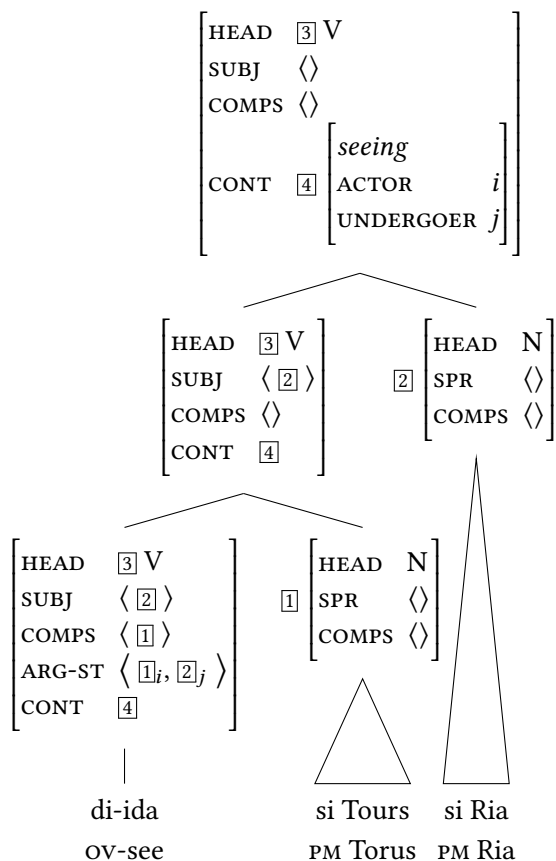 HEAD 3 V
SUBJ ⟨⟩
COMPS ⟨⟩
seeing
CONT 4 ACTOR i
UNDERGOER j
HEAD 3 V
SUBJ ⟨ 2 ⟩
COMPS ⟨⟩
CONT 4
2 HEAD N
SPR ⟨⟩
COMPS ⟨⟩
HEAD 3 V
SUBJ ⟨ 2 ⟩
COMPS ⟨ 1 ⟩
ARG-ST ⟨ 1 i, 2 j ⟩
CONT 4
1 HEAD N
SPR ⟨⟩
COMPS ⟨⟩
di-ida si Tours si Ria
OV-see PM Torus PM Ria